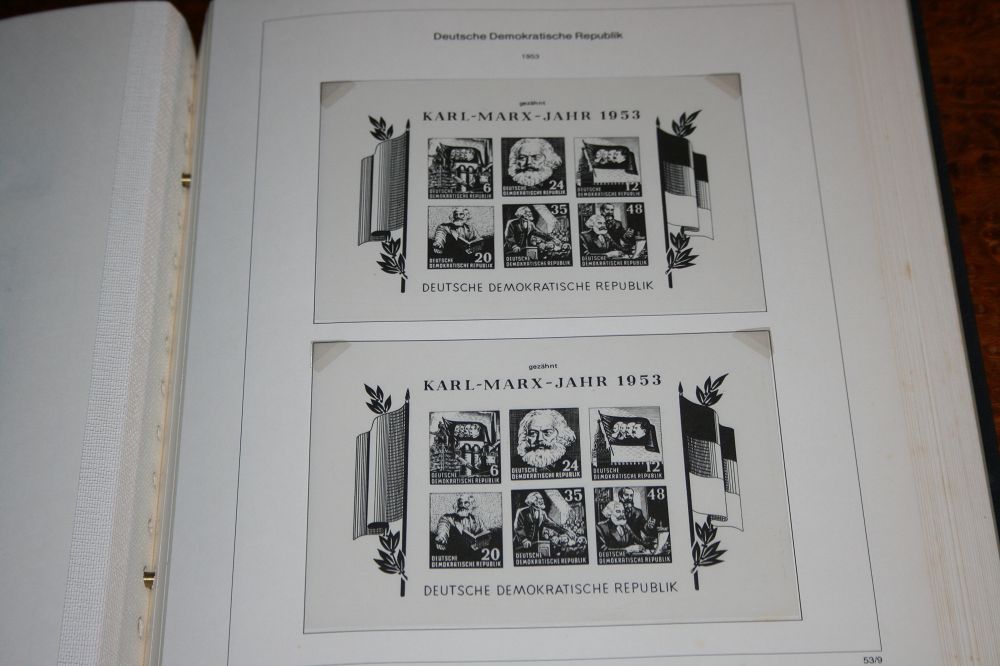 Deutsche Demokratische Republik
1953
gezähnt
KARL-MARX-JAHR 1953
6
DEUTSCHE DEMOKRATISCHE REPUBLIK
24
DEUTSCHE DEMOKRATISCHE REPUBLIK
12
DEUTSCHE DEMOKRATISCHE REPUBLIK
20
DEUTSCHE DEMOKRATISCHE REPUBLIK
35
DEUTSCHE DEMOKRATISCHE REPUBLIK
48
DEUTSCHE DEMOKRATISCHE REPUBLIK
DEUTSCHE DEMOKRATISCHE REPUBLIK
gezähnt
KARL-MARX-JAHR 1953
6
DEUTSCHE DEMOKRATISCHE REPUBLIK
24
DEUTSCHE DEMOKRATISCHE REPUBLIK
12
DEUTSCHE DEMOKRATISCHE REPUBLIK
20
DEUTSCHE DEMOKRATISCHE REPUBLIK
35
DEUTSCHE DEMOKRATISCHE REPUBLIK
48
DEUTSCHE DEMOKRATISCHE REPUBLIK
DEUTSCHE DEMOKRATISCHE REPUBLIK
53/9